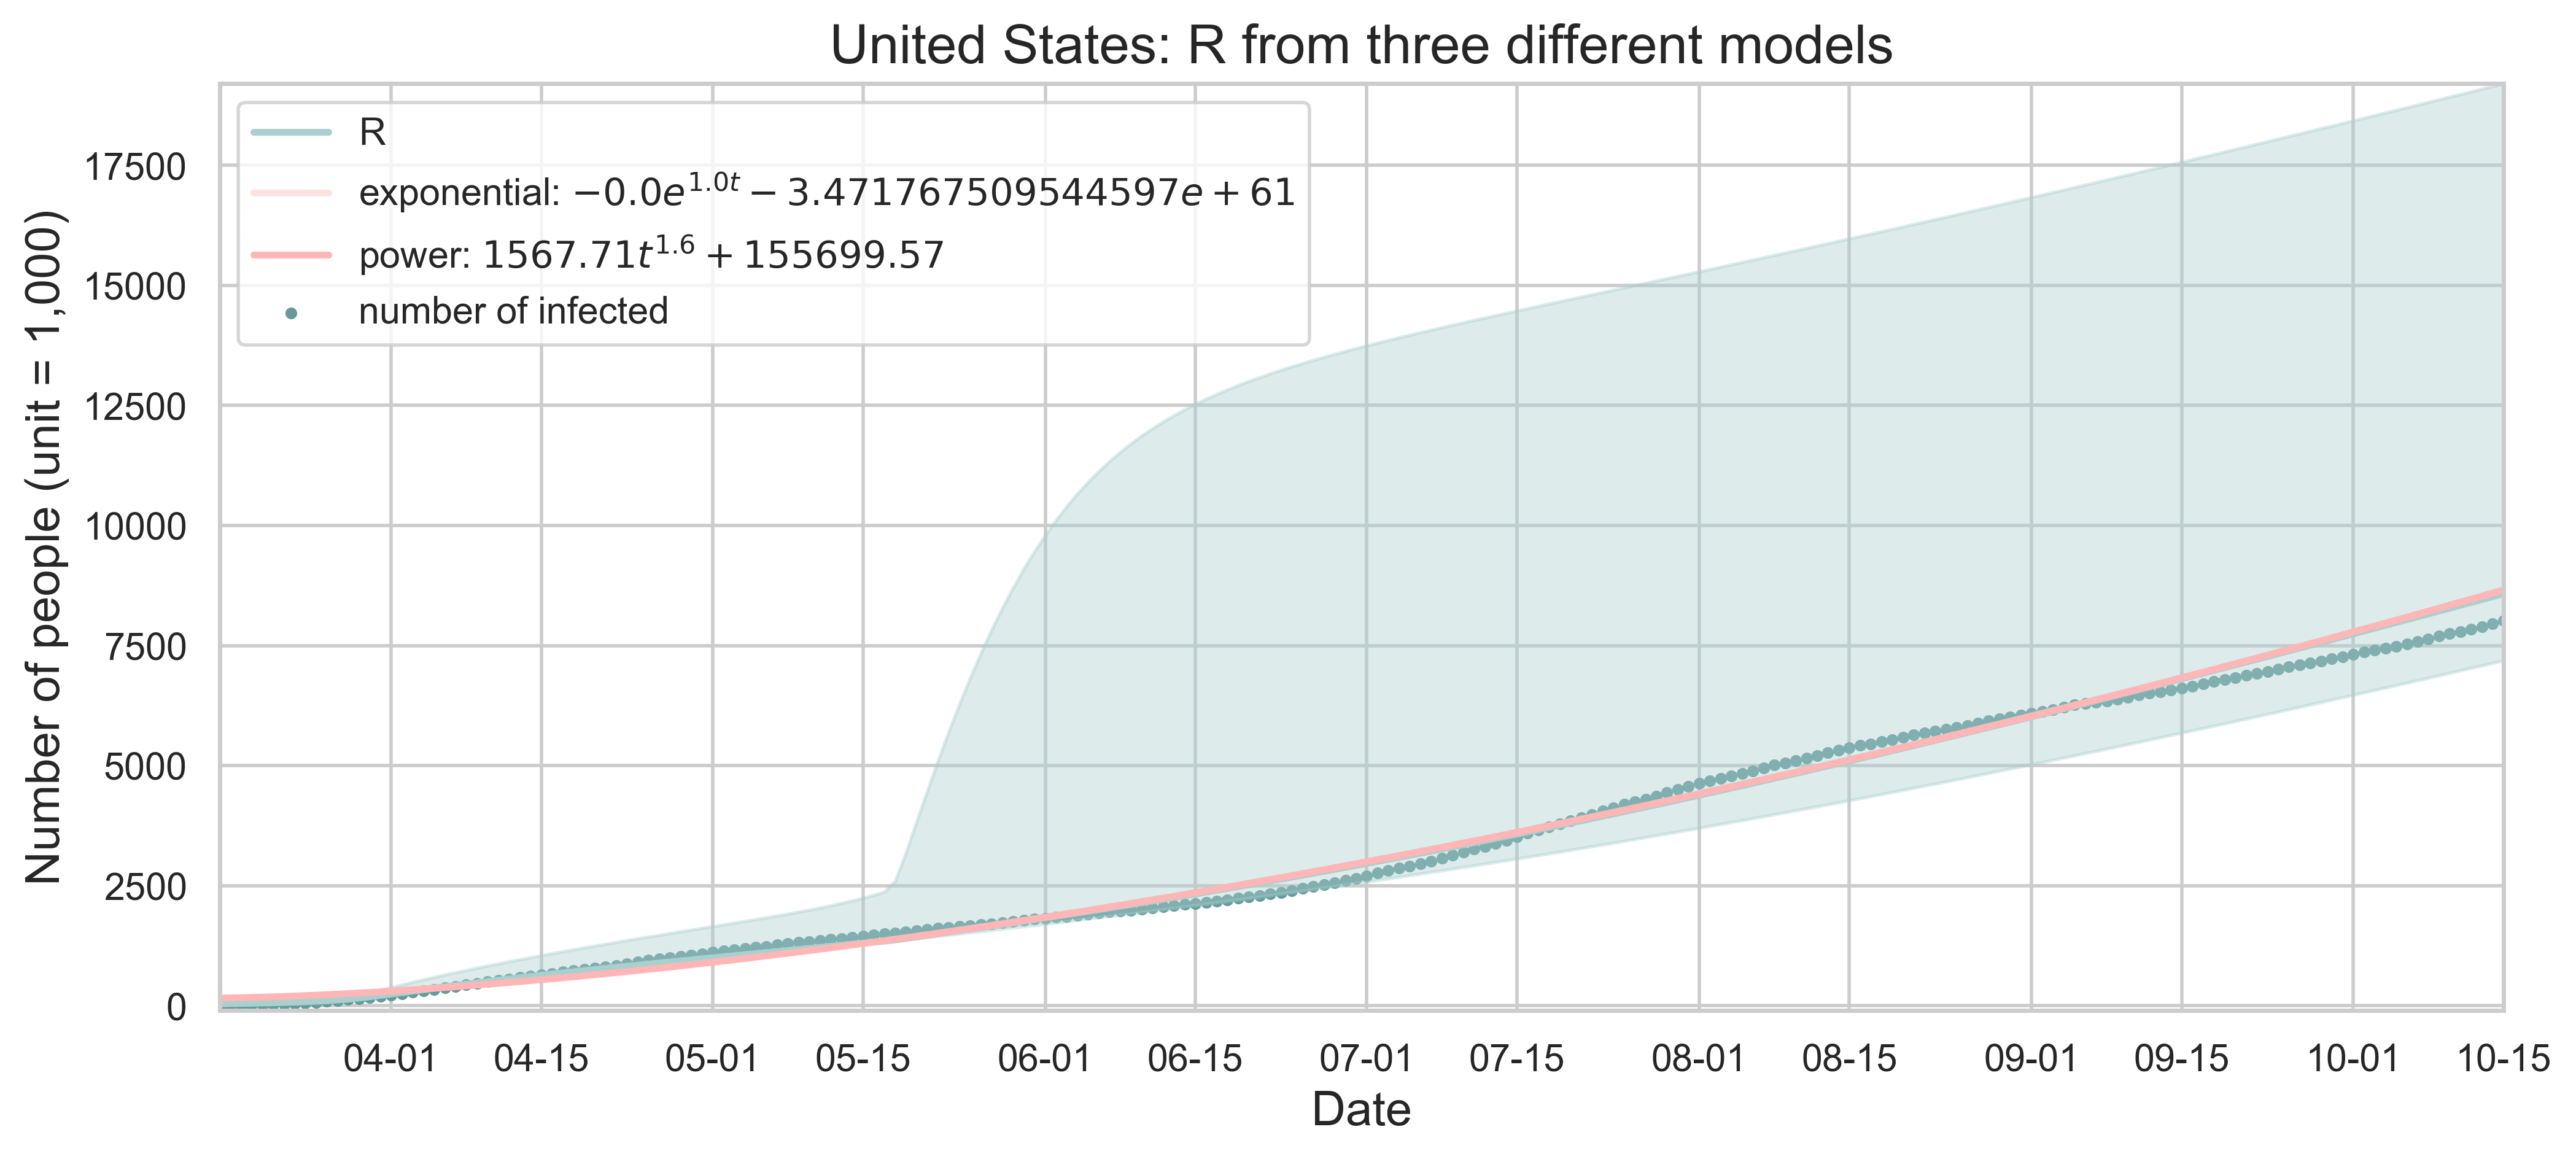 United States: R from three different models
R
exponential: −0.0e^{1.0t} − 3.4717675095445​97e + 61
power: 1567.71t^{1.6} + 155699.57
number of infected
Number of people (unit = 1,000)
17500
15000
12500
10000
7500
5000
2500
0
04-01 04-15 05-01 05-15 06-01 06-15 07-01 07-15 08-01 08-15 09-01 09-15 10-01 10-15
Date